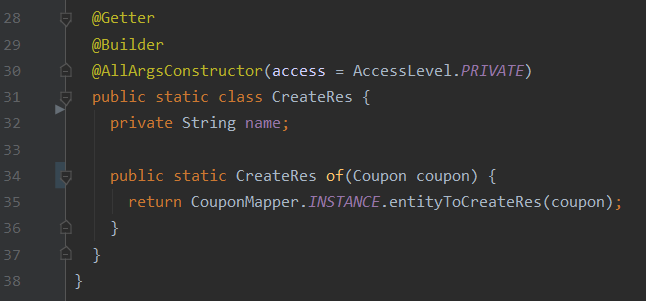 28 @Getter
29 @Builder
30 @AllArgsConstructor(access = AccessLevel.PRIVATE)
31 public static class CreateRes {
32 private String name;
33
34 public static CreateRes of(Coupon coupon) {
35 return CouponMapper.INSTANCE.entityToCreateRes(coupon);
36 }
37 }
38 }